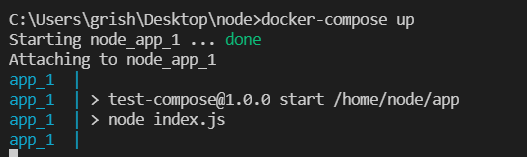 C:\Users\grish\Desktop\node>docker-compose up
Starting node_app_1 ... done
Attaching to node_app_1
app_1  |
app_1  | > test-compose@1.0.0 start /home/node/app
app_1  | > node index.js
app_1  |